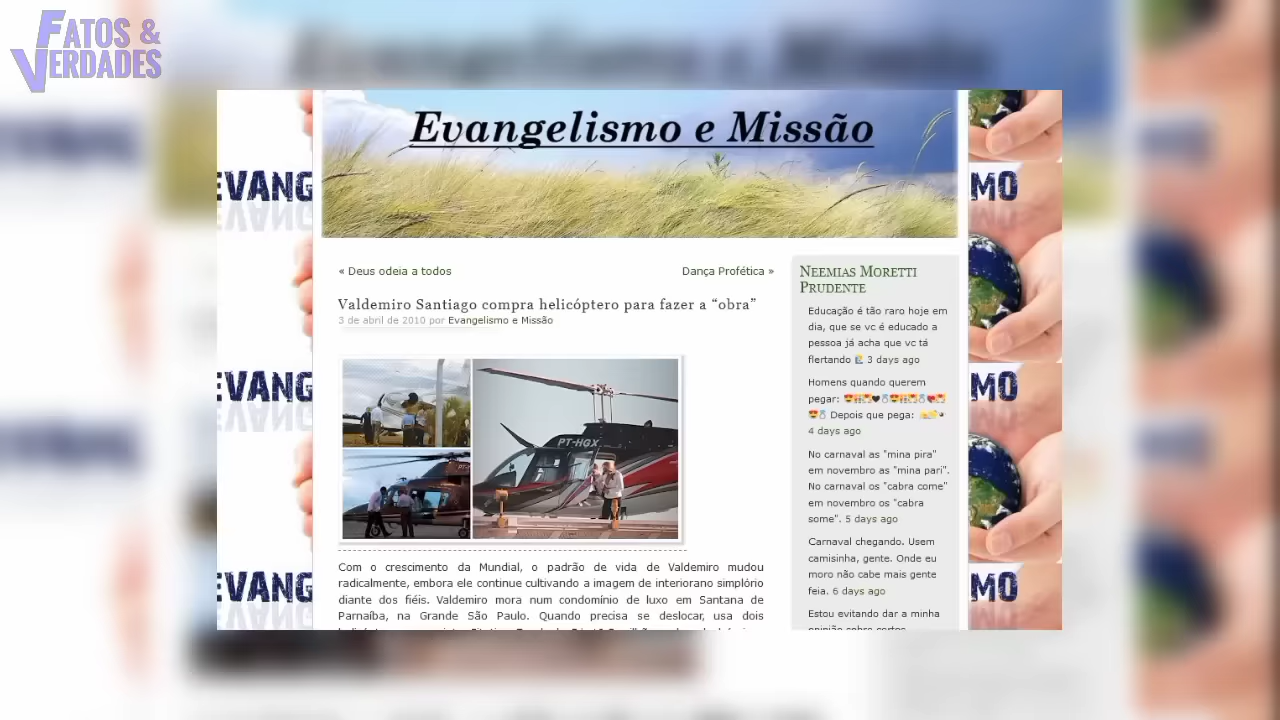 FATOS &
VERDADES
Evangelismo e Missão
EVANG
MO
« Deus odeia a todos
Dança Profética »
Valdemiro Santiago compra helicóptero para fazer a “obra”
3 de abril de 2010 por Evangelismo e Missão
PT-HGX
Com o crescimento da Mundial, o padrão de vida de Valdemiro mudou
radicalmente, embora ele continue cultivando a imagem de interiorano simplório
diante dos fiéis. Valdemiro mora num condomínio de luxo em Santana de
Parnaíba, na Grande São Paulo. Quando precisa se deslocar, usa dois
NEEMIAS MORETTI
PRUDENTE
Educação é tão raro hoje em
dia, que se vc é educado a
pessoa já acha que vc tá
flertando 3 days ago
Homens quando querem
pegar:
Depois que pega:
4 days ago
No carnaval as "mina pira"
em novembro as "mina pari".
No carnaval os "cabra come"
em novembro os "cabra
some". 5 days ago
Carnaval chegando. Usem
camisinha, gente. Onde eu
moro não cabe mais gente
feia. 6 days ago
Estou evitando dar a minha
EVANG
MO
EVANG
MO